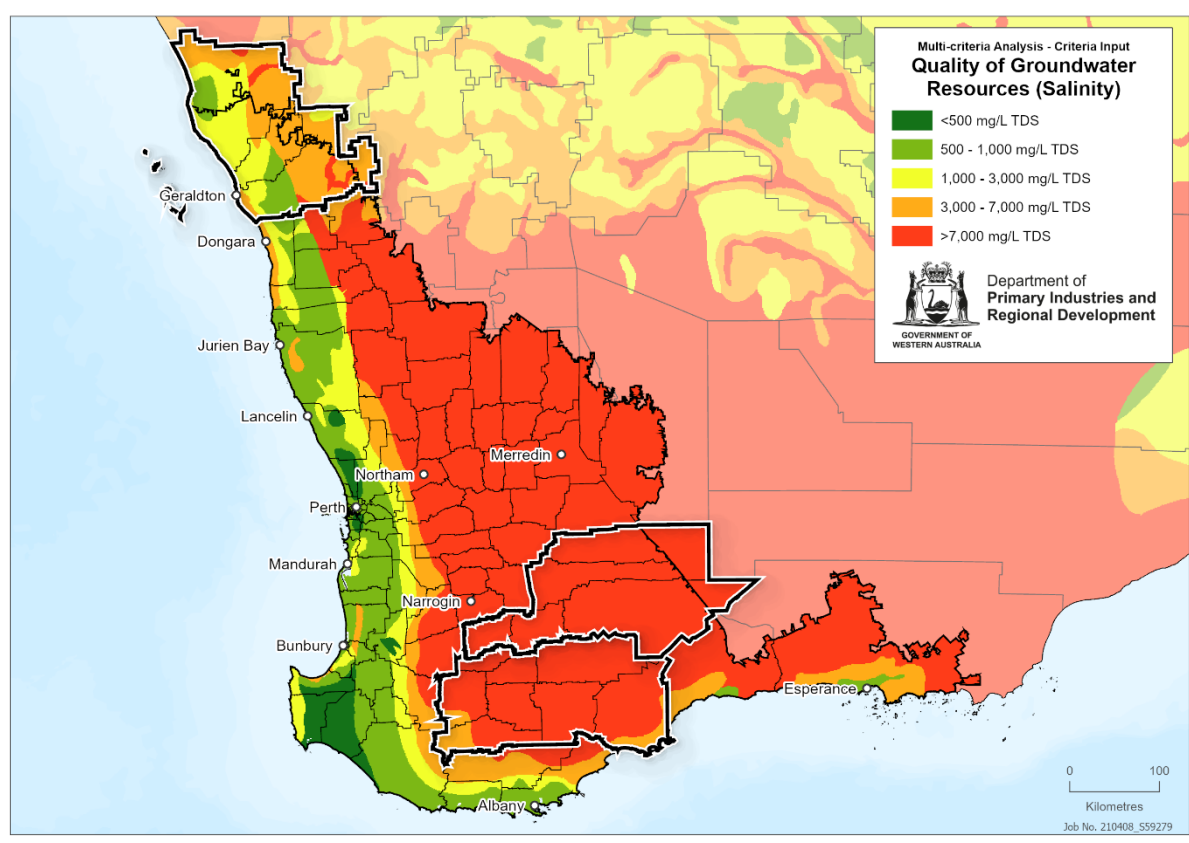 Multi-criteria Analysis - Criteria Input
Quality of Groundwater
Resources (Salinity)
<500 mg/L TDS
500 - 1,000 mg/L TDS
1,000 - 3,000 mg/L TDS
3,000 - 7,000 mg/L TDS
>7,000 mg/L TDS
Department of
Primary Industries and
Regional Development
GOVERNMENT OF
WESTERN AUSTRALIA
Geraldton
Dongara
Jurien Bay
Lancelin
Merredin
Northam
Perth
Mandurah
Narrogin
Bunbury
Esperance
Albany
0 100
Kilometres
Job No. 210408_S59279